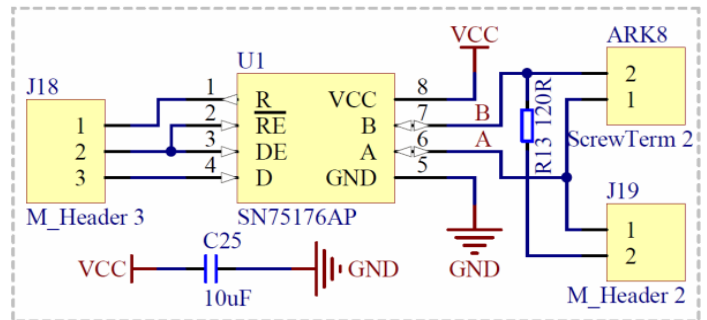 VCC
ARK8
U1
J18
1 R VCC 8
2 RE B 7 B
3 DE A 6 A
4 D GND 5
1
2
3
2
1
R13 120R
ScrewTerm 2
J19
1
2
M_Header 3
SN75176AP
C25
VCC
GND
GND
10uF
M_Header 2